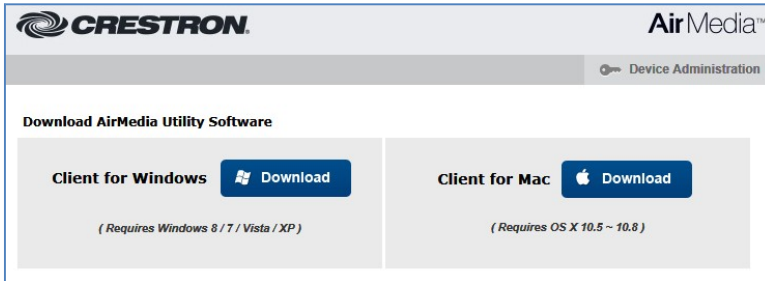 CRESTRON.
AirMedia™
Device Administration
Download AirMedia Utility Software
Client for Windows Download
( Requires Windows 8 / 7 / Vista / XP )
Client for Mac Download
( Requires OS X 10.5 ~ 10.8 )